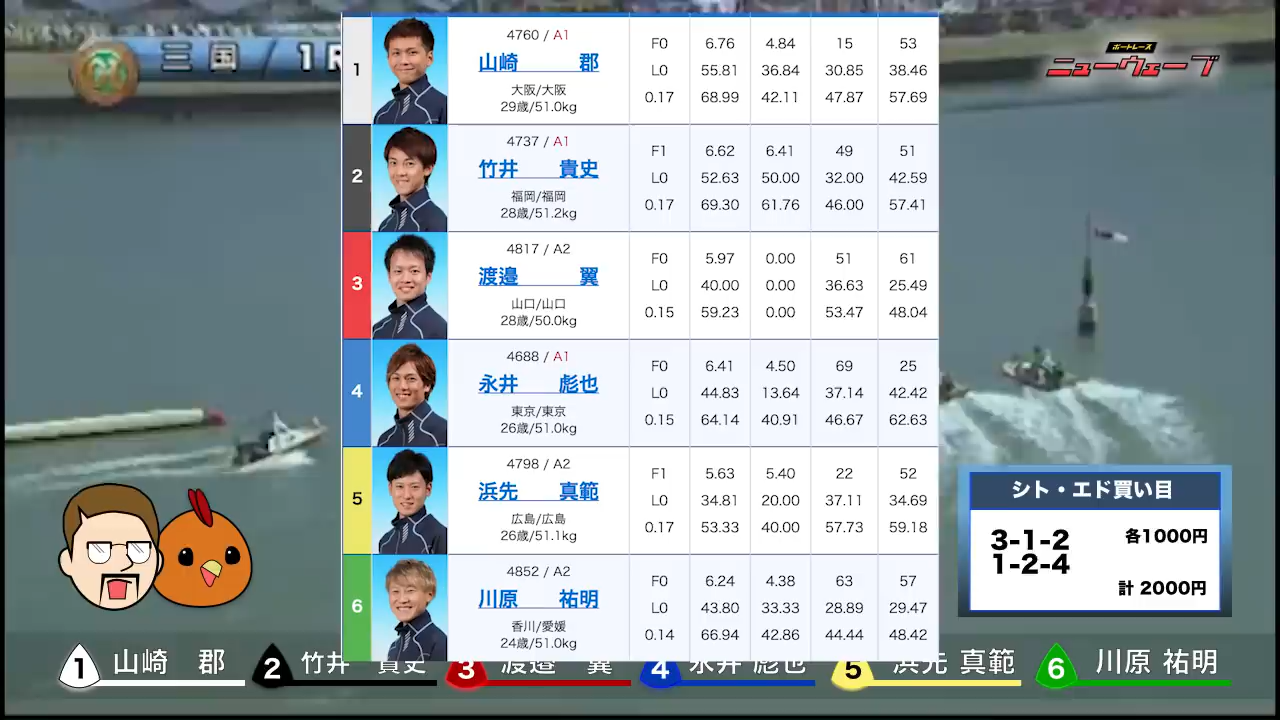 三国 / 1R
ボートレース
ニューウェーブ
1
4760 / A1
山崎 郡
大阪/大阪
29歳/51.0kg
F0 6.76 4.84 15 53
L0 55.81 36.84 30.85 38.46
0.17 68.99 42.11 47.87 57.69
2
4737 / A1
竹井 貴史
福岡/福岡
28歳/51.2kg
F1 6.62 6.41 49 51
L0 52.63 50.00 32.00 42.59
0.17 69.30 61.76 46.00 57.41
3
4817 / A2
渡邉 翼
山口/山口
28歳/50.0kg
F0 5.97 0.00 51 61
L0 40.00 0.00 36.63 25.49
0.15 59.23 0.00 53.47 48.04
4
4688 / A1
永井 彪也
東京/東京
26歳/51.0kg
F0 6.41 4.50 69 25
L0 44.83 13.64 37.14 42.42
0.15 64.14 40.91 46.67 62.63
5
4798 / A2
浜先 真範
広島/広島
26歳/51.1kg
F1 5.63 5.40 22 52
L0 34.81 20.00 37.11 34.69
0.17 53.33 40.00 57.73 59.18
6
4852 / A2
川原 祐明
香川/愛媛
24歳/51.0kg
F0 6.24 4.38 63 57
L0 43.80 33.33 28.89 29.47
0.14 66.94 42.86 44.44 48.42
シト・エド買い目
3-1-2 各1000円
1-2-4
計 2000円
1 山崎 郡 2 竹井 貴史 3 渡邉 翼 4 永井 彪也 5 浜先 真範 6 川原 祐明